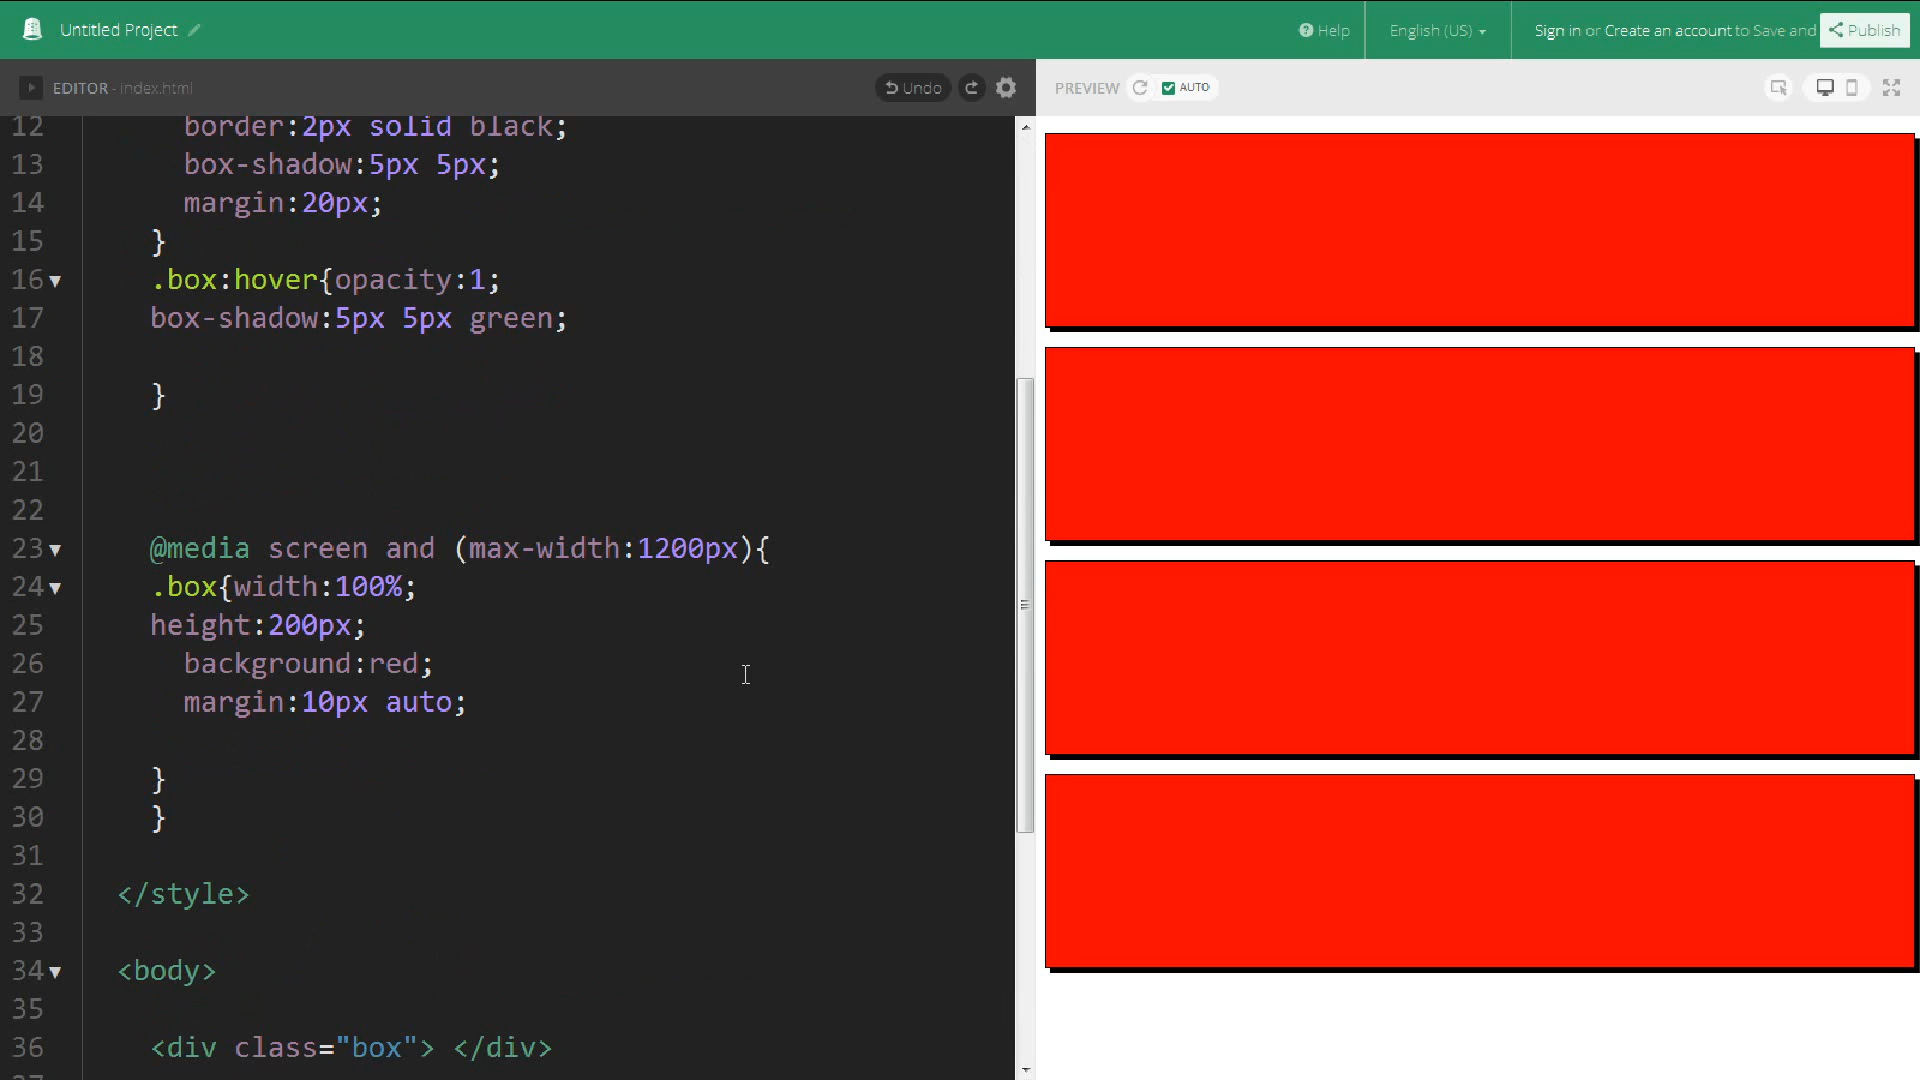 Untitled Project
Help
English (US)
Sign in or Create an account to Save and
Publish
EDITOR - index.html
Undo
PREVIEW
AUTO
12 border:2px solid black;
13 box-shadow:5px 5px;
14 margin:20px;
15 }
16 .box:hover{opacity:1;
17 box-shadow:5px 5px green;
18
19 }
20
21
22
23 @media screen and (max-width:1200px){
24 .box{width:100%;
25 height:200px;
26 background:red;
27 margin:10px auto;
28
29 }
30 }
31
32 </style>
33
34 <body>
35
36 <div class="box"> </div>